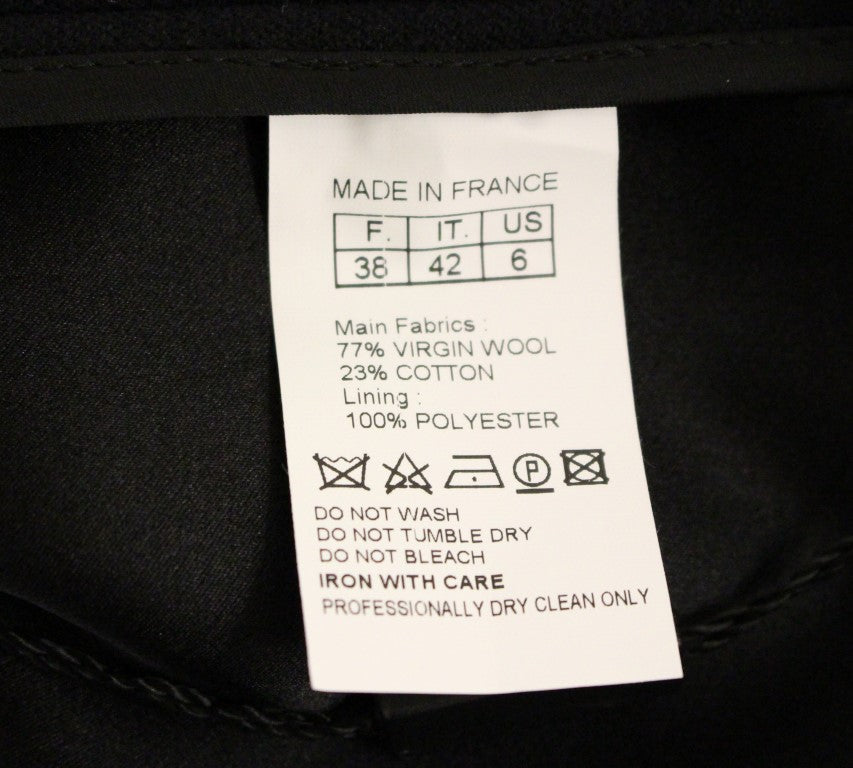 MADE IN FRANCE
F. IT. US
38 42 6
Main Fabrics :
77% VIRGIN WOOL
23% COTTON
Lining :
100% POLYESTER
P
DO NOT WASH
DO NOT TUMBLE DRY
DO NOT BLEACH
IRON WITH CARE
PROFESSIONALLY DRY CLEAN ONLY